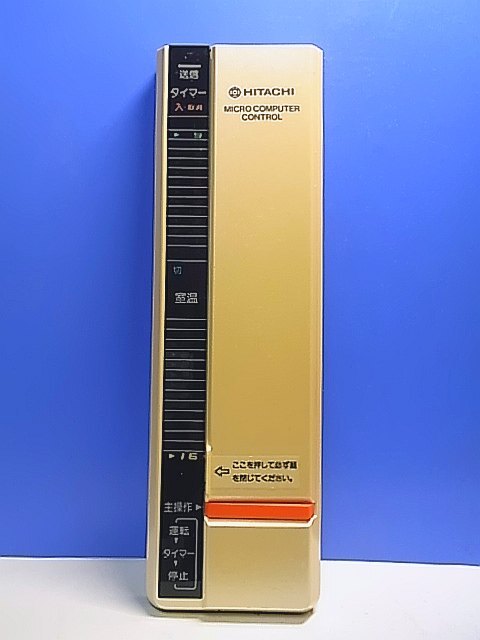 送信
タイマー
入
HITACHI
MICRO COMPUTER
CONTROL
切
室温
16
ここを押して必ず蓋
を閉じてください。
主操作
運転
タイマー
停止